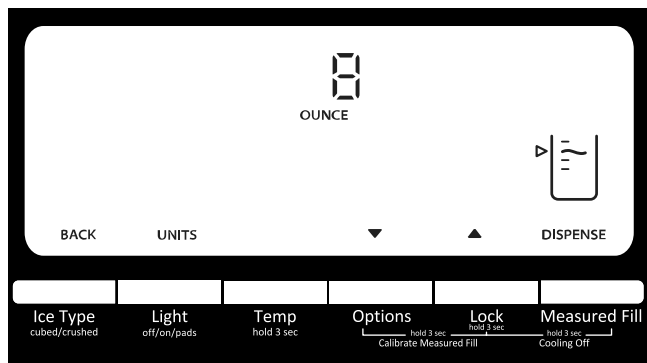 8
OUNCE
BACK UNITS ▼ ▲ DISPENSE
Ice Type Light Temp Options Lock Measured Fill
cubed/crushed off/on/pads hold 3 sec hold 3 sec hold 3 sec hold 3 sec
Calibrate Measured Fill Cooling Off